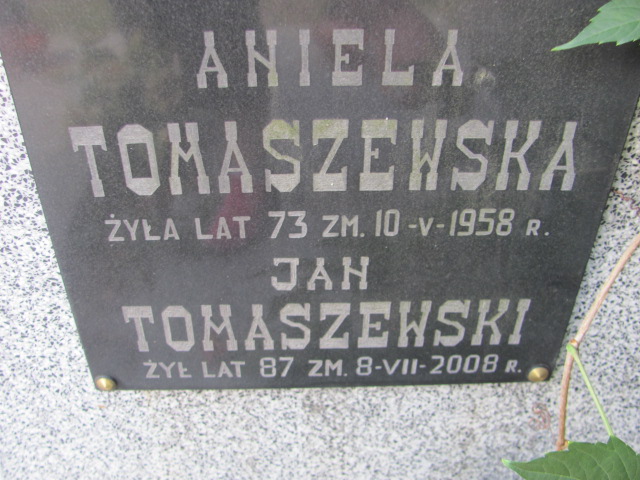 ANIELA
TOMASZEWSKA
ŻYŁA LAT 73 ZM. 10-V-1958 R.
JAN
TOMASZEWSKI
ŻYŁ LAT 87 ZM. 8-VII-2008 R.